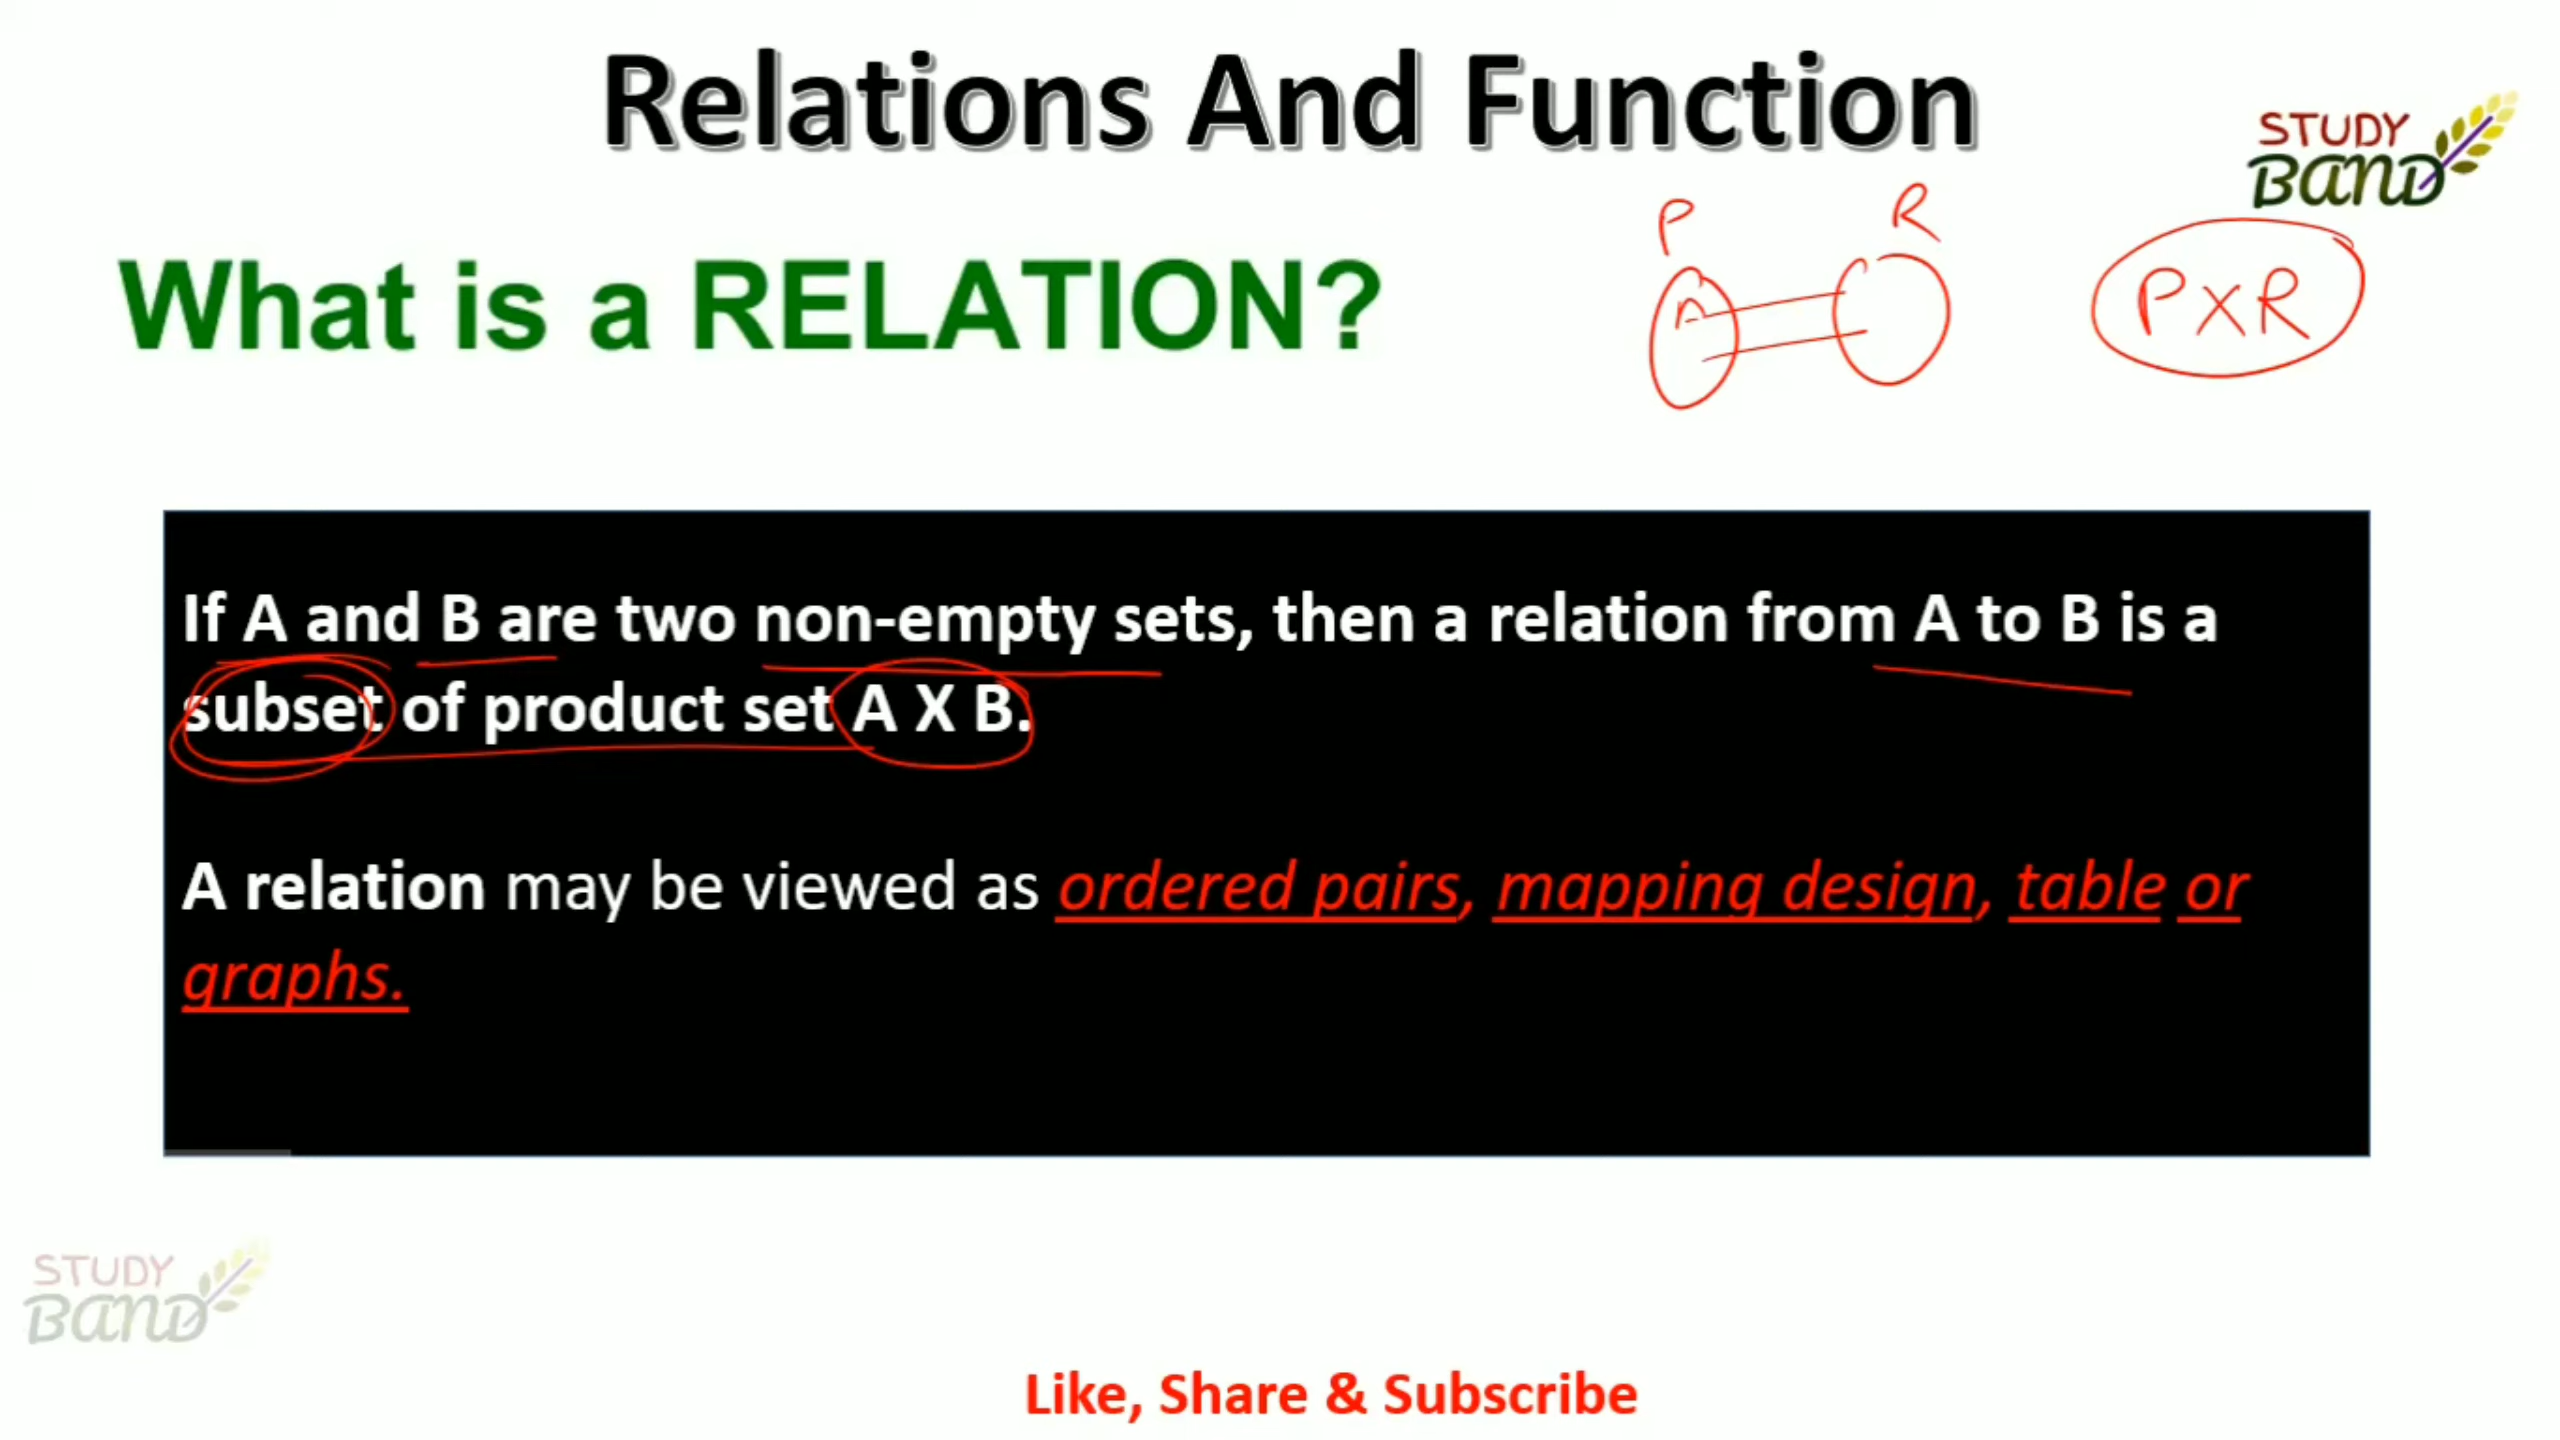 Relations And Function
STUDY
BAND
P R
A
P X R
What is a RELATION?
If A and B are two non-empty sets, then a relation from A to B is a
subset of product set A X B.
A relation may be viewed as ordered pairs, mapping design, table or
graphs.
STUDY
BAND
Like, Share & Subscribe